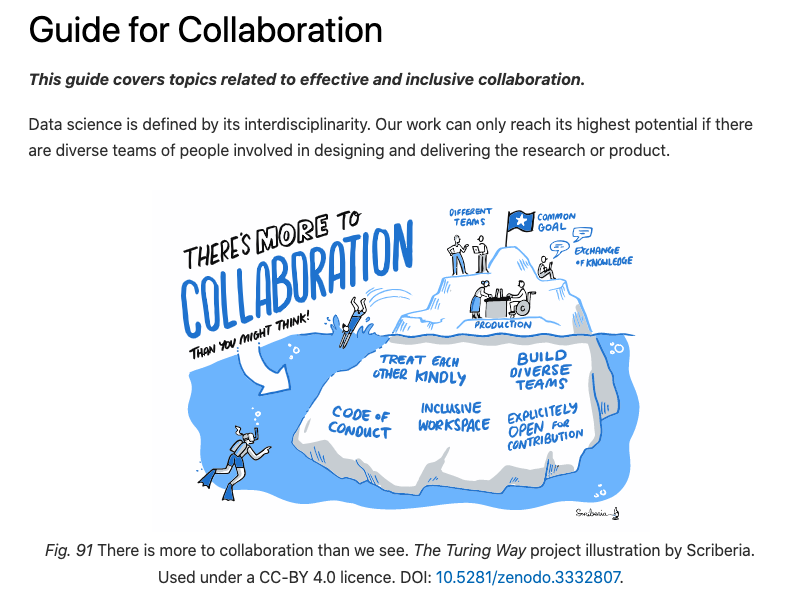 Guide for Collaboration
This guide covers topics related to effective and inclusive collaboration.
Data science is defined by its interdisciplinarity. Our work can only reach its highest potential if there
are diverse teams of people involved in designing and delivering the research or product.
THERE'S MORE TO
COLLABORATION
THAN YOU MIGHT THINK!
DIFFERENT
TEAMS
COMMON
GOAL
EXCHANGE
OF KNOWLEDGE
PRODUCTION
TREAT EACH
OTHER KINDLY
BUILD
DIVERSE
TEAMS
CODE OF
CONDUCT
INCLUSIVE
WORKSPACE
EXPLICITELY
OPEN FOR
CONTRIBUTION
Scriberia
Fig. 91 There is more to collaboration than we see. The Turing Way project illustration by Scriberia.
Used under a CC-BY 4.0 licence. DOI: 10.5281/zenodo.3332807.